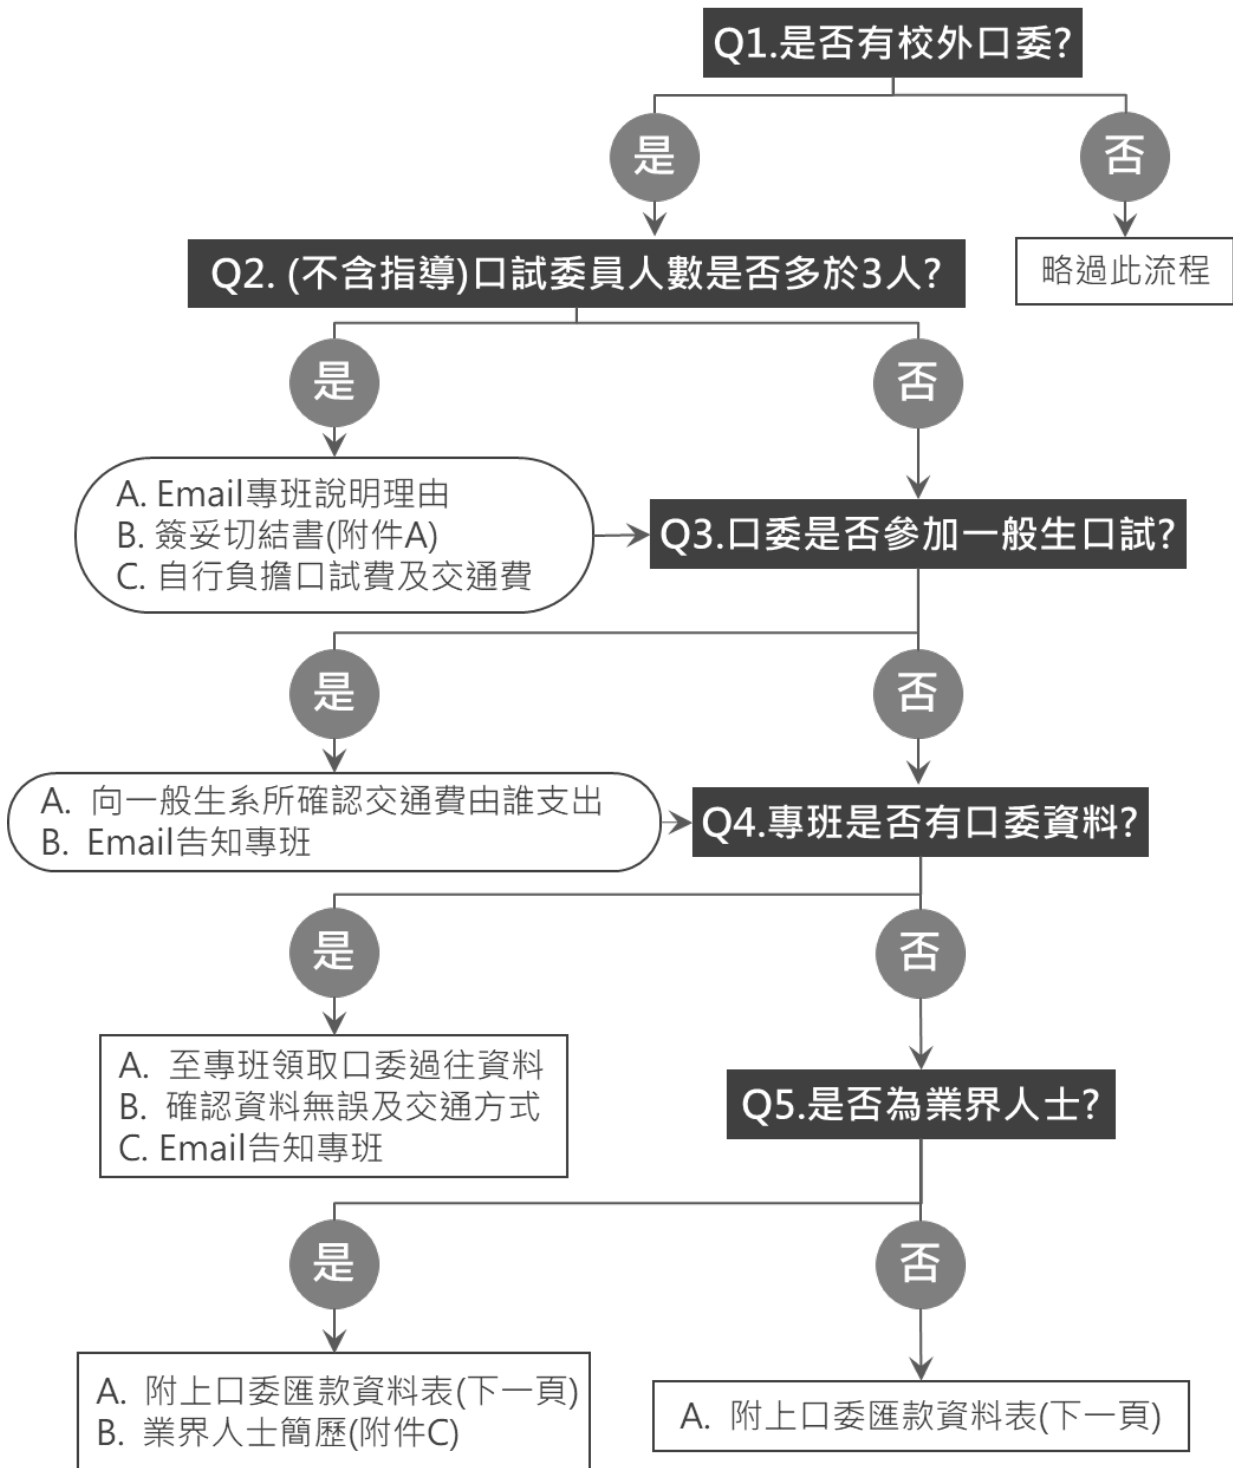 Q1.是否有校外口委?
是
否
略過此流程
Q2. (不含指導)口試委員人數是否多於3人?
是
否
A. Email專班說明理由
B. 簽妥切結書(附件A)
C. 自行負擔口試費及交通費
Q3.口委是否參加一般生口試?
是
否
A. 向一般生系所確認交通費由誰支出
B. Email告知專班
Q4.專班是否有口委資料?
是
否
A. 至專班領取口委過往資料
B. 確認資料無誤及交通方式
C. Email告知專班
Q5.是否為業界人士?
是
否
A. 附上口委匯款資料表(下一頁)
B. 業界人士簡歷(附件C)
A. 附上口委匯款資料表(下一頁)